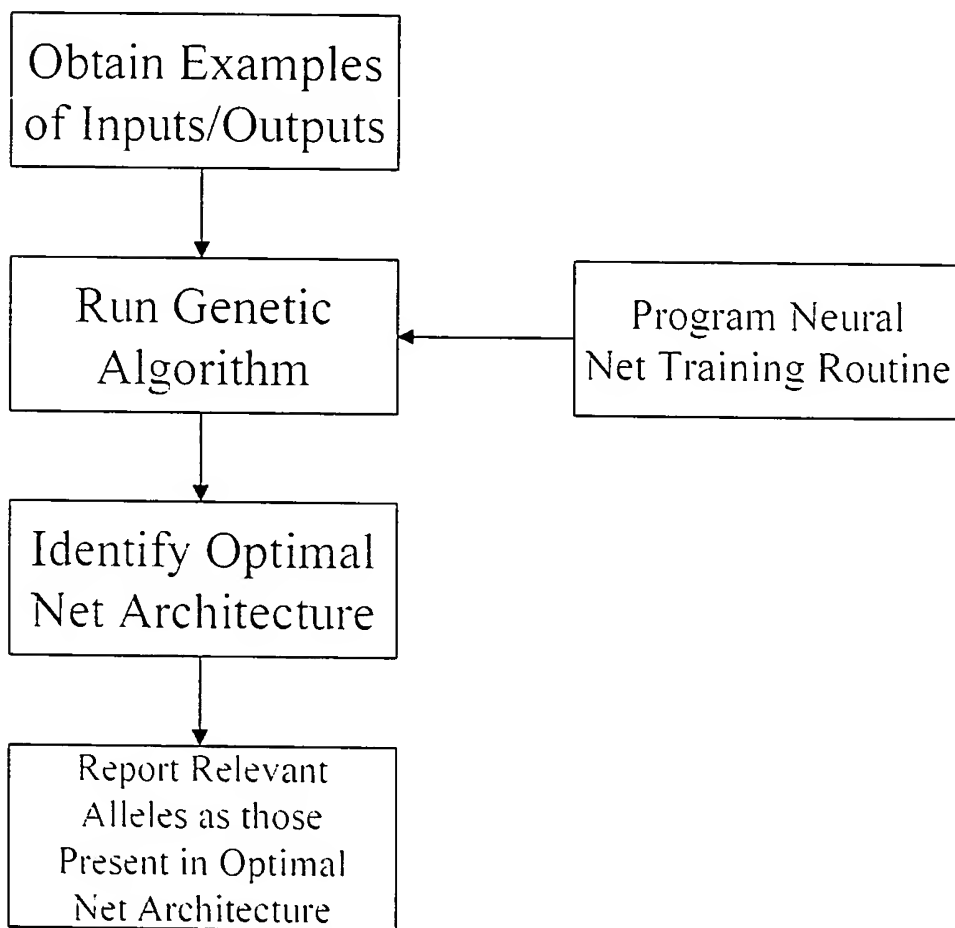 Obtain Examples
of Inputs/Outputs
Run Genetic
Algorithm
Program Neural
Net Training Routine
Identify Optimal
Net Architecture
Report Relevant
Alleles as those
Present in Optimal
Net Architecture